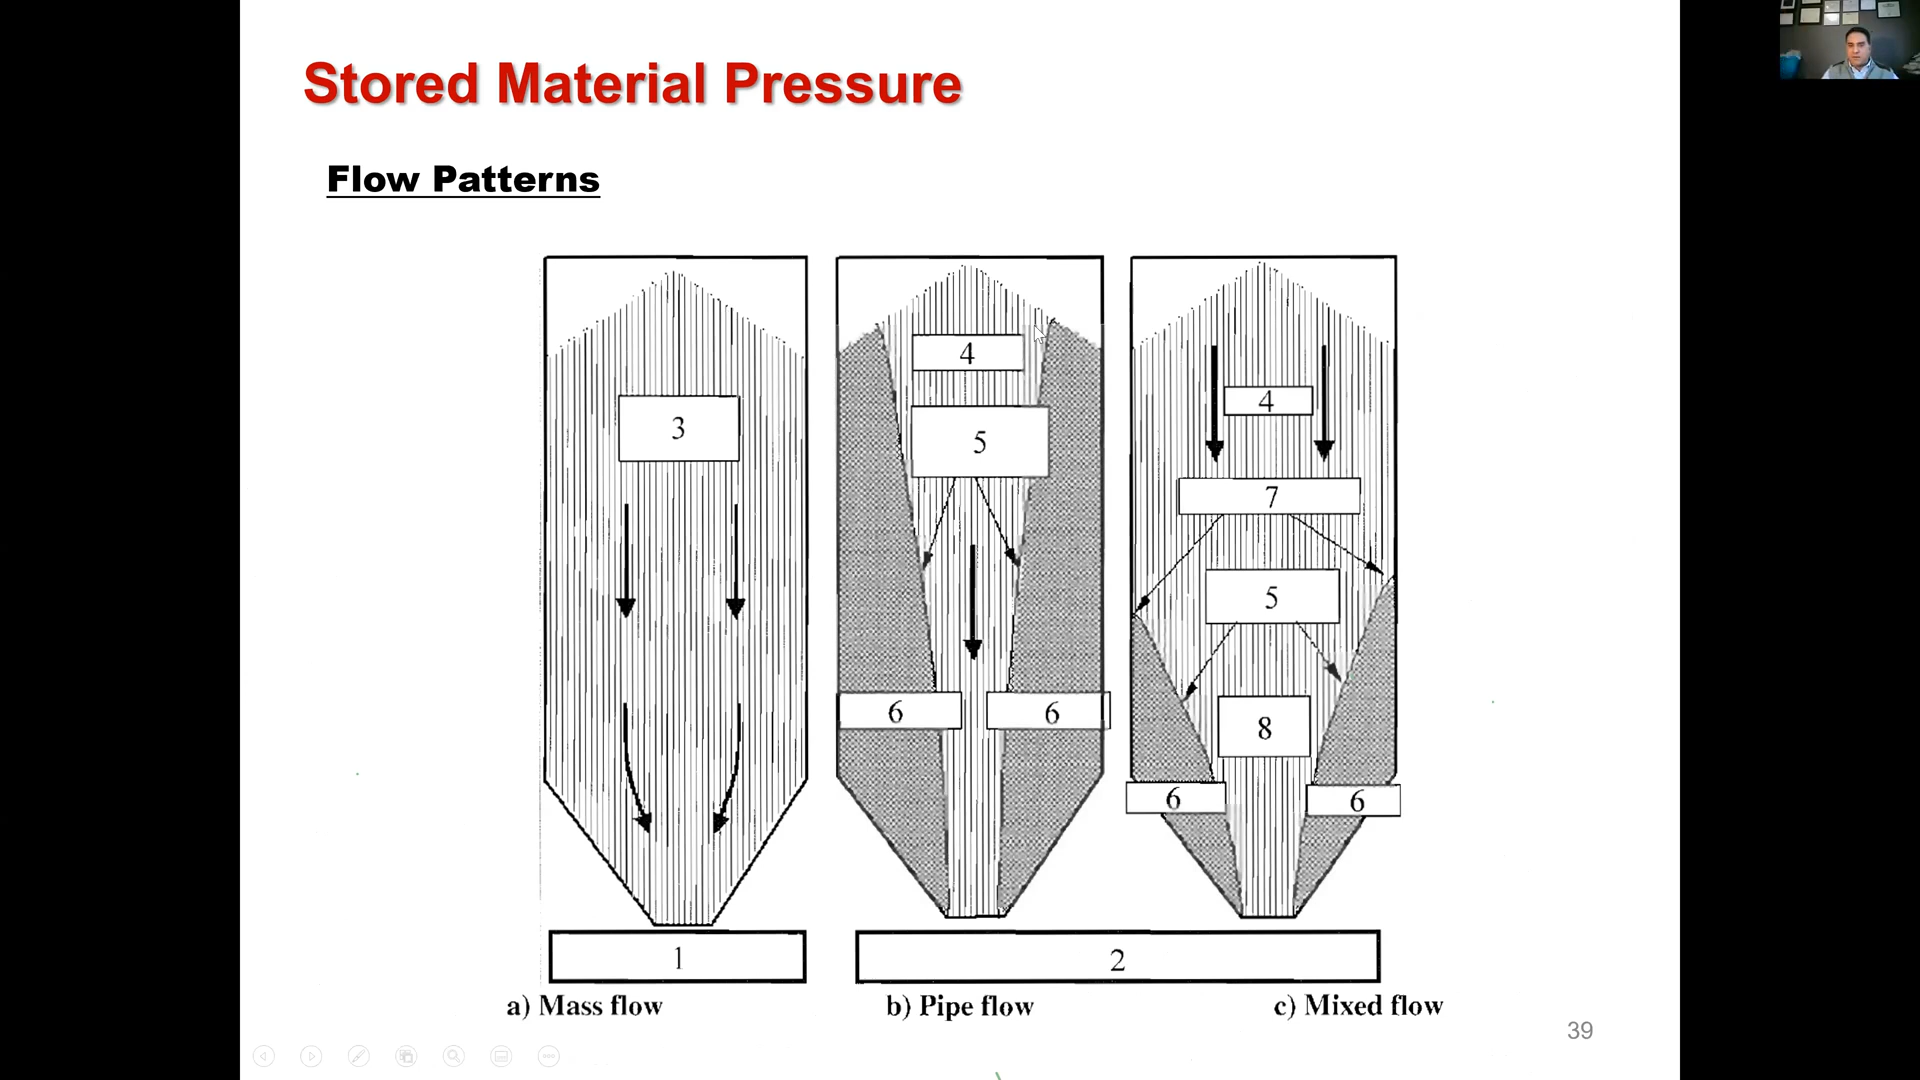 Stored Material Pressure
Flow Patterns
3
4
5
6
6
4
7
5
8
6
6
1
2
a) Mass flow
b) Pipe flow
c) Mixed flow
39